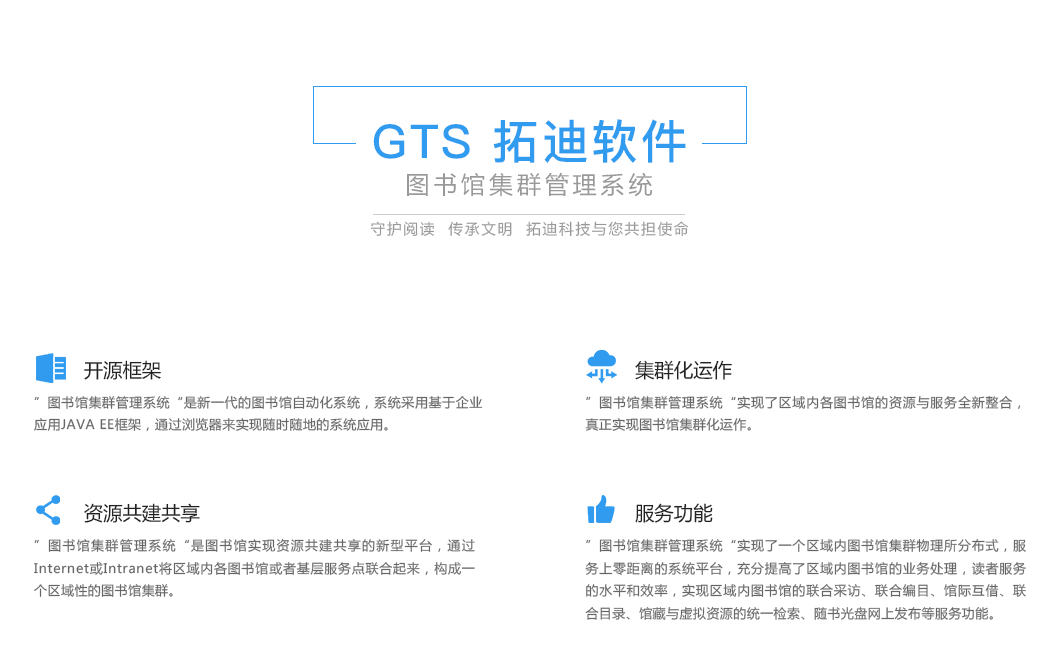 GTS 拓迪软件
图书馆集群管理系统
守护阅读 传承文明 拓迪科技与您共担使命
开源框架
”图书馆集群管理系统“是新一代的图书馆自动化系统，系统采用基于企业
应用JAVA EE框架，通过浏览器来实现随时随地的系统应用。
集群化运作
”图书馆集群管理系统“实现了区域内各图书馆的资源与服务全新整合，
真正实现图书馆集群化运作。
资源共建共享
”图书馆集群管理系统“是图书馆实现资源共建共享的新型平台，通过
Internet或Intranet将区域内各图书馆或者基层服务点联合起来，构成一
个区域性的图书馆集群。
服务功能
”图书馆集群管理系统“实现了一个区域内图书馆集群物理所分布式，服
务上零距离的系统平台，充分提高了区域内图书馆的业务处理，读者服务
的水平和效率，实现区域内图书馆的联合采访、联合编目、馆际互借、联
合目录、馆藏与虚拟资源的统一检索、随书光盘网上发布等服务功能。